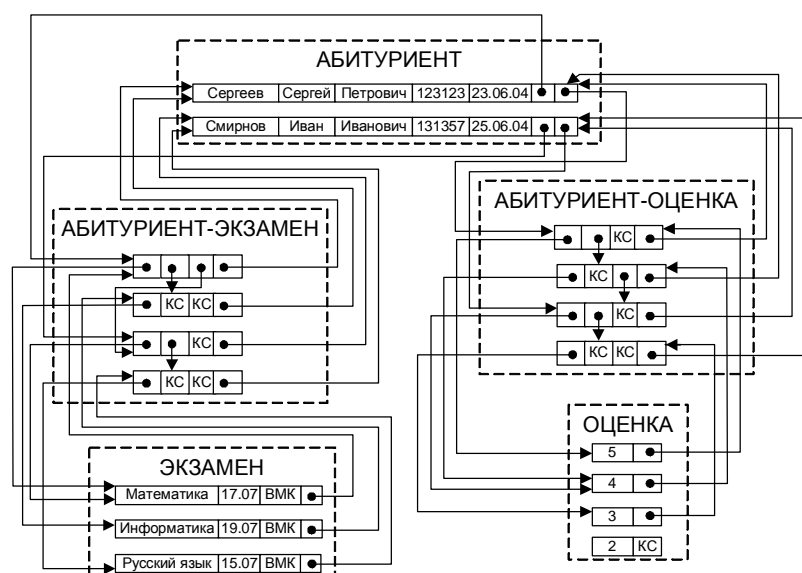 АБИТУРИЕНТ
Сергеев Сергей Петрович 123123 23.06.04
Смирнов Иван Иванович 131357 25.06.04
АБИТУРИЕНТ-ЭКЗАМЕН
КС КС
КС
КС КС
АБИТУРИЕНТ-ОЦЕНКА
КС
КС
КС
КС КС
ЭКЗАМЕН
Математика 17.07 ВМК
Информатика 19.07 ВМК
Русский язык 15.07 ВМК
ОЦЕНКА
5
4
3
2 КС